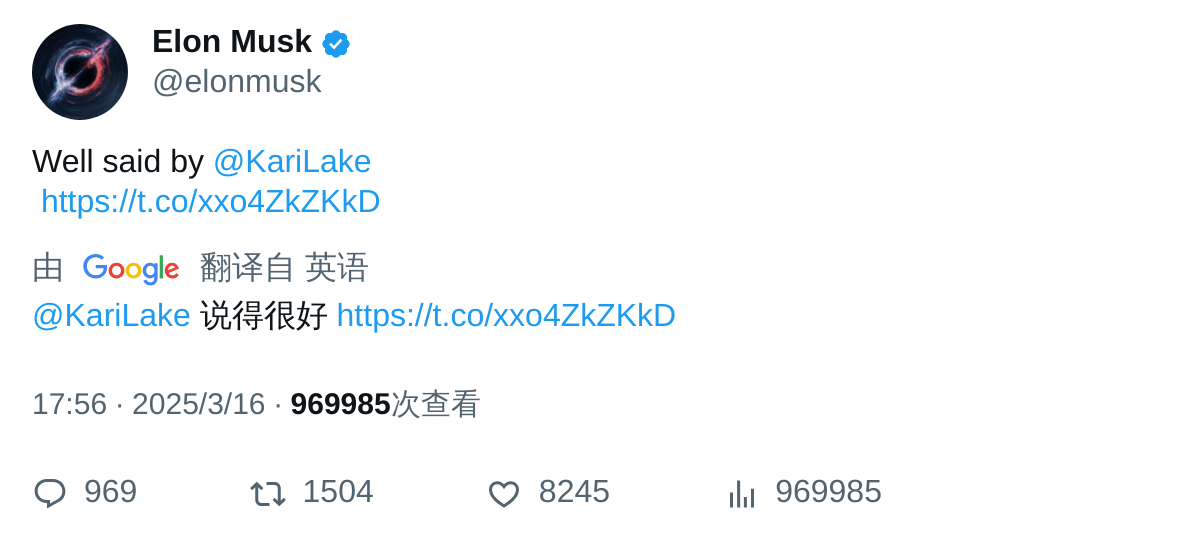 Elon Musk
@elonmusk
Well said by @KariLake
https://t.co/xxo4ZkZKkD
由 Google 翻译自 英语
@KariLake 说得很好 https://t.co/xxo4ZkZKkD
17:56 · 2025/3/16 · 969985次查看
969 1504 8245 969985